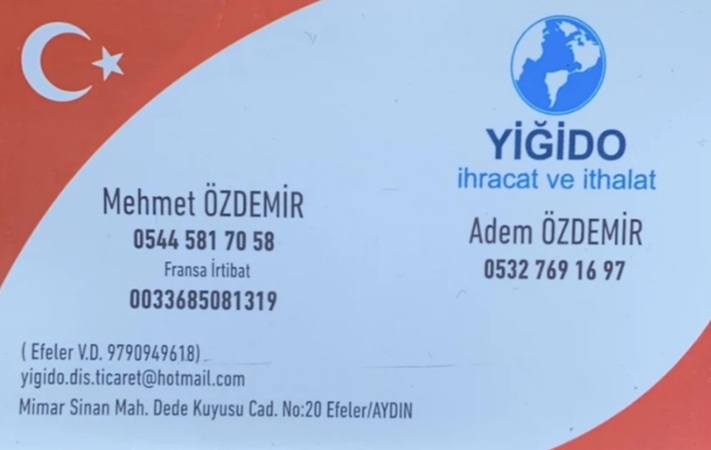 YİĞİDO
ihracat ve ithalat
Mehmet ÖZDEMİR
0544 581 70 58
Fransa İrtibat
0033685081319
Adem ÖZDEMİR
0532 769 16 97
( Efeler V.D. 9790949618)
yigido.dis.ticaret@hotmail.com
Mimar Sinan Mah. Dede Kuyusu Cad. No:20 Efeler/AYDIN